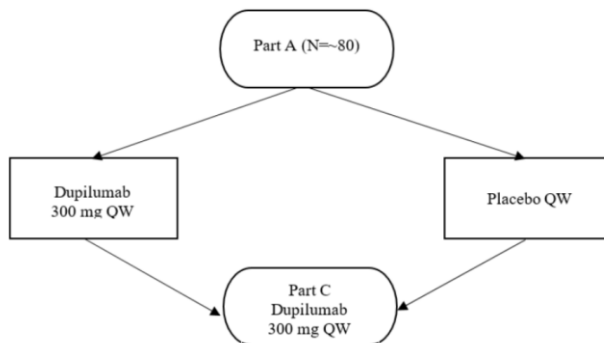 Part A (N=~80)
Dupilumab
300 mg QW
Placebo QW
Part C
Dupilumab
300 mg QW